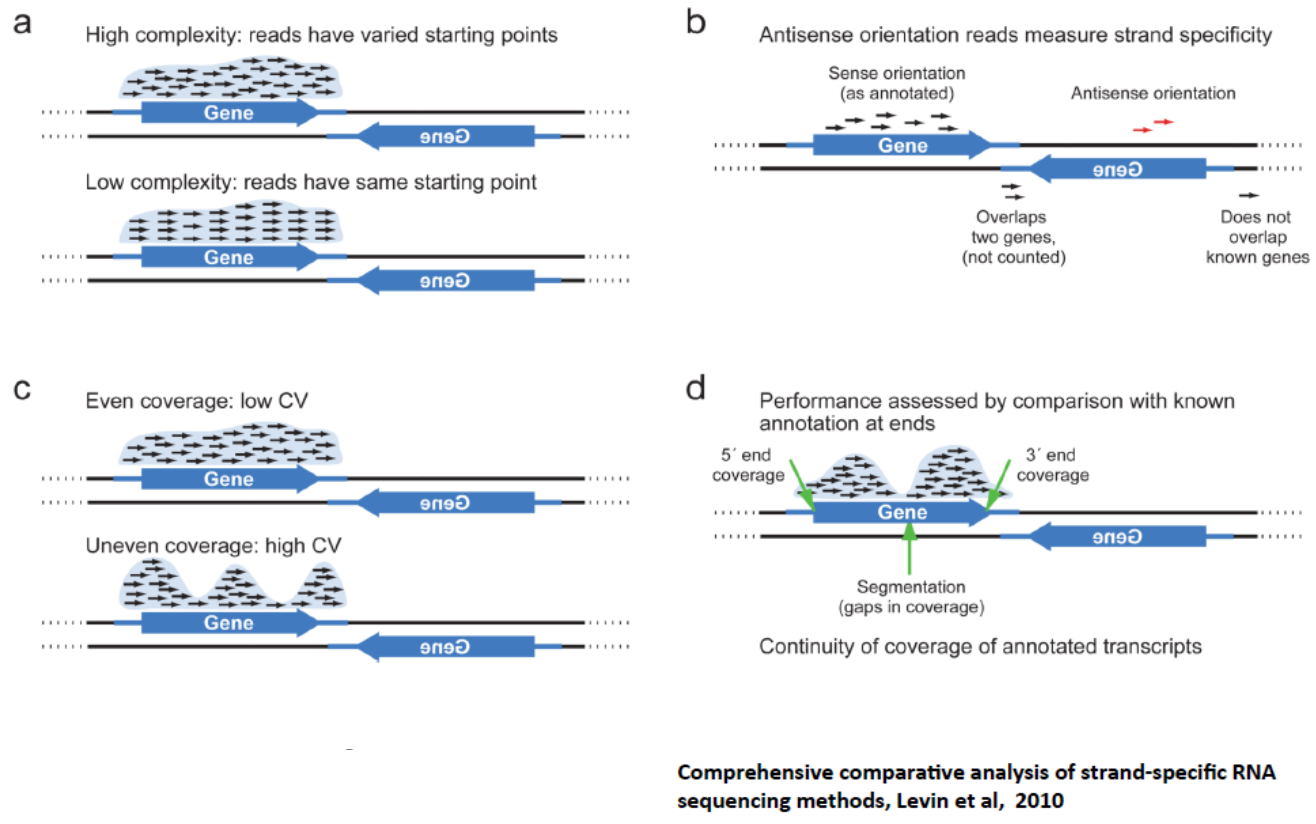 a
High complexity: reads have varied starting points
Gene
Gene
Low complexity: reads have same starting point
Gene
Gene
b
Antisense orientation reads measure strand specificity
Sense orientation
(as annotated)
Antisense orientation
Gene
Gene
Overlaps
two genes,
(not counted)
Does not
overlap
known genes
c
Even coverage: low CV
Gene
Gene
Uneven coverage: high CV
Gene
Gene
d
Performance assessed by comparison with known
annotation at ends
5´ end
coverage
3´ end
coverage
Gene
Gene
Segmentation
(gaps in coverage)
Continuity of coverage of annotated transcripts
Comprehensive comparative analysis of strand-specific RNA
sequencing methods, Levin et al, 2010